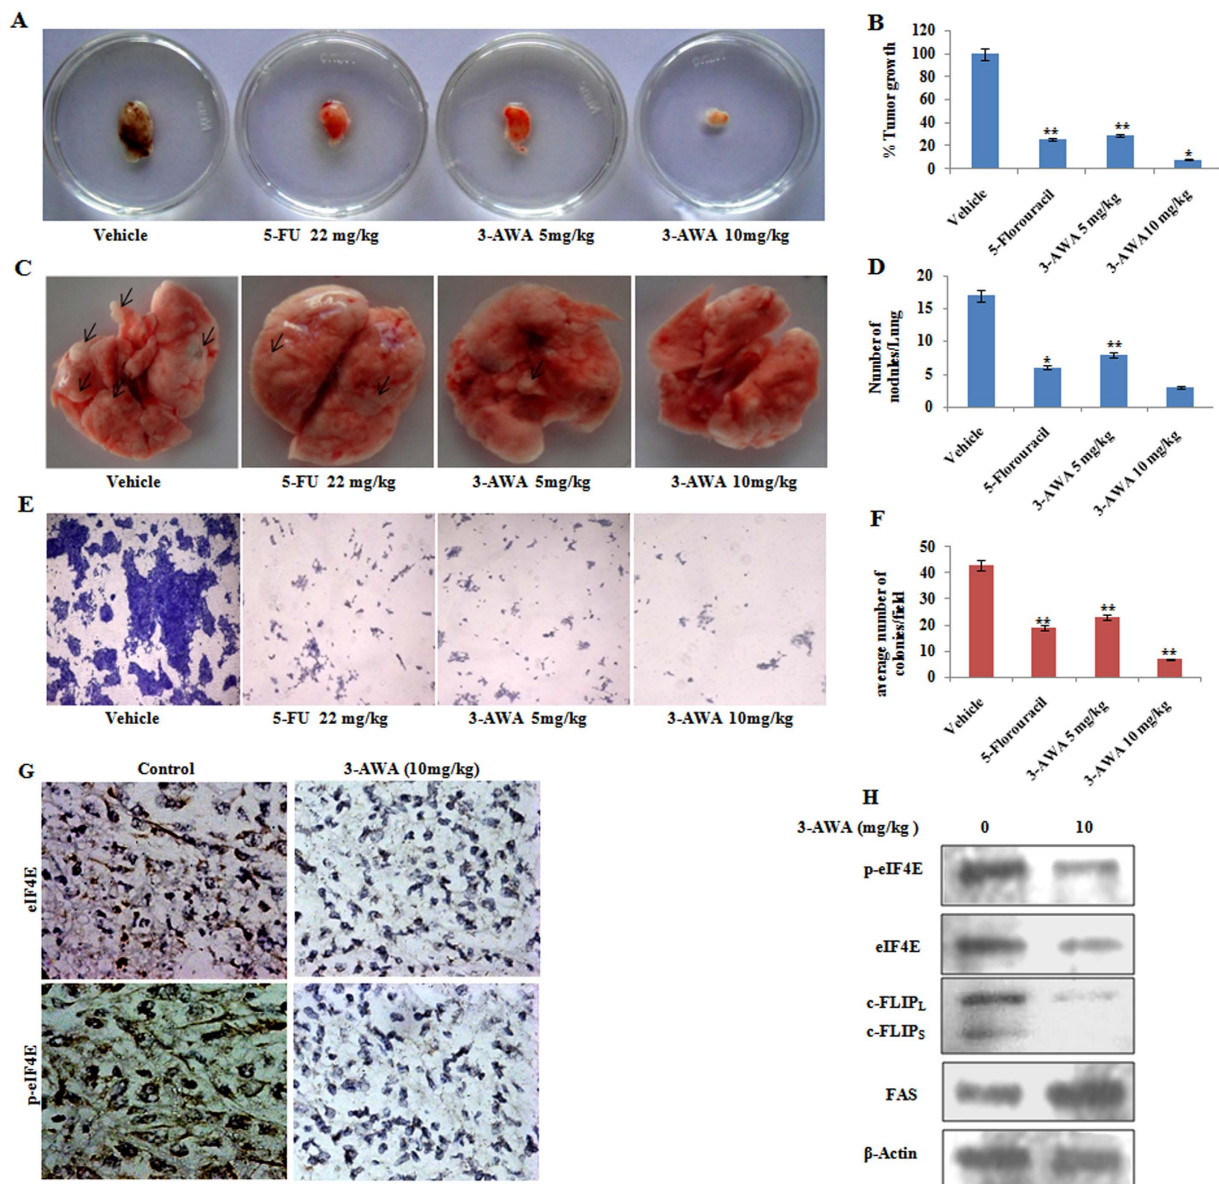 A
Vehicle
5-FU 22 mg/kg
3-AWA 5mg/kg
3-AWA 10mg/kg
B
% Tumor growth
120
100
80
60
40
20
0
**
**
*
Vehicle
5-Florouracil
3-AWA 5 mg/kg
3-AWA10 mg/kg
C
Vehicle
5-FU 22 mg/kg
3-AWA 5mg/kg
3-AWA 10mg/kg
D
Number of
nodules/Lung
20
15
10
5
0
*
**
Vehicle
5-Florouracil
3-AWA 5 mg/kg
3-AWA 10 mg/kg
E
Vehicle
5-FU 22 mg/kg
3-AWA 5mg/kg
3-AWA 10mg/kg
F
average number of
colonies/field
50
40
30
20
10
0
**
**
**
Vehicle
5-Florouracil
3-AWA 5 mg/kg
3-AWA 10 mg/kg
G
Control
3-AWA (10mg/kg)
eIF4E
p-eIF4E
H
3-AWA (mg/kg ) 0 10
p-eIF4E
eIF4E
c-FLIPL
c-FLIPS
FAS
β-Actin